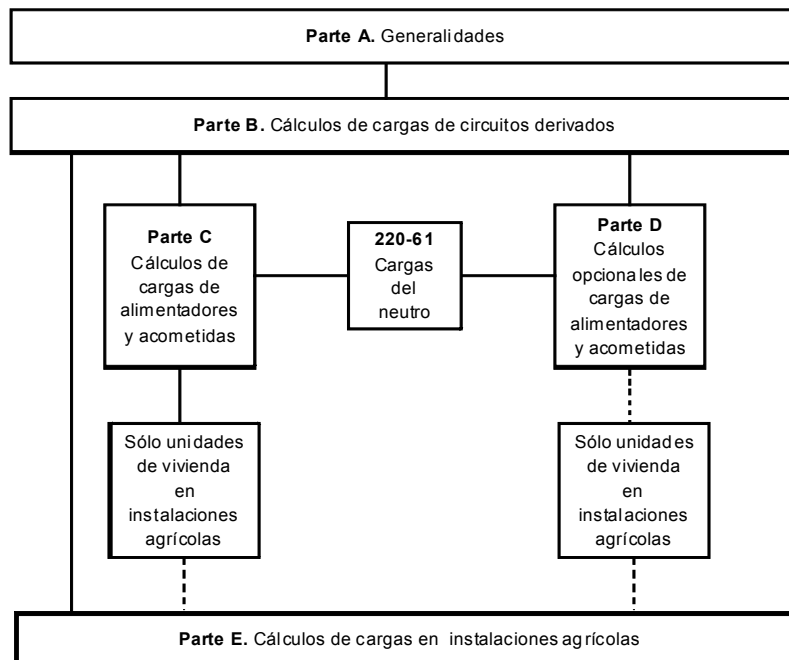 Parte A. Generalidades
Parte B. Cálculos de cargas de circuitos derivados
Parte C
Cálculos de
cargas de
alimentadores
y acometidas
220-61
Cargas
del
neutro
Parte D
Cálculos
opcionales de
cargas de
alimentadores
y acometidas
Sólo unidades
de vivienda
en
instalaciones
agrícolas
Sólo unidades
de vivienda
en
instalaciones
agrícolas
Parte E. Cálculos de cargas en instalaciones agrícolas